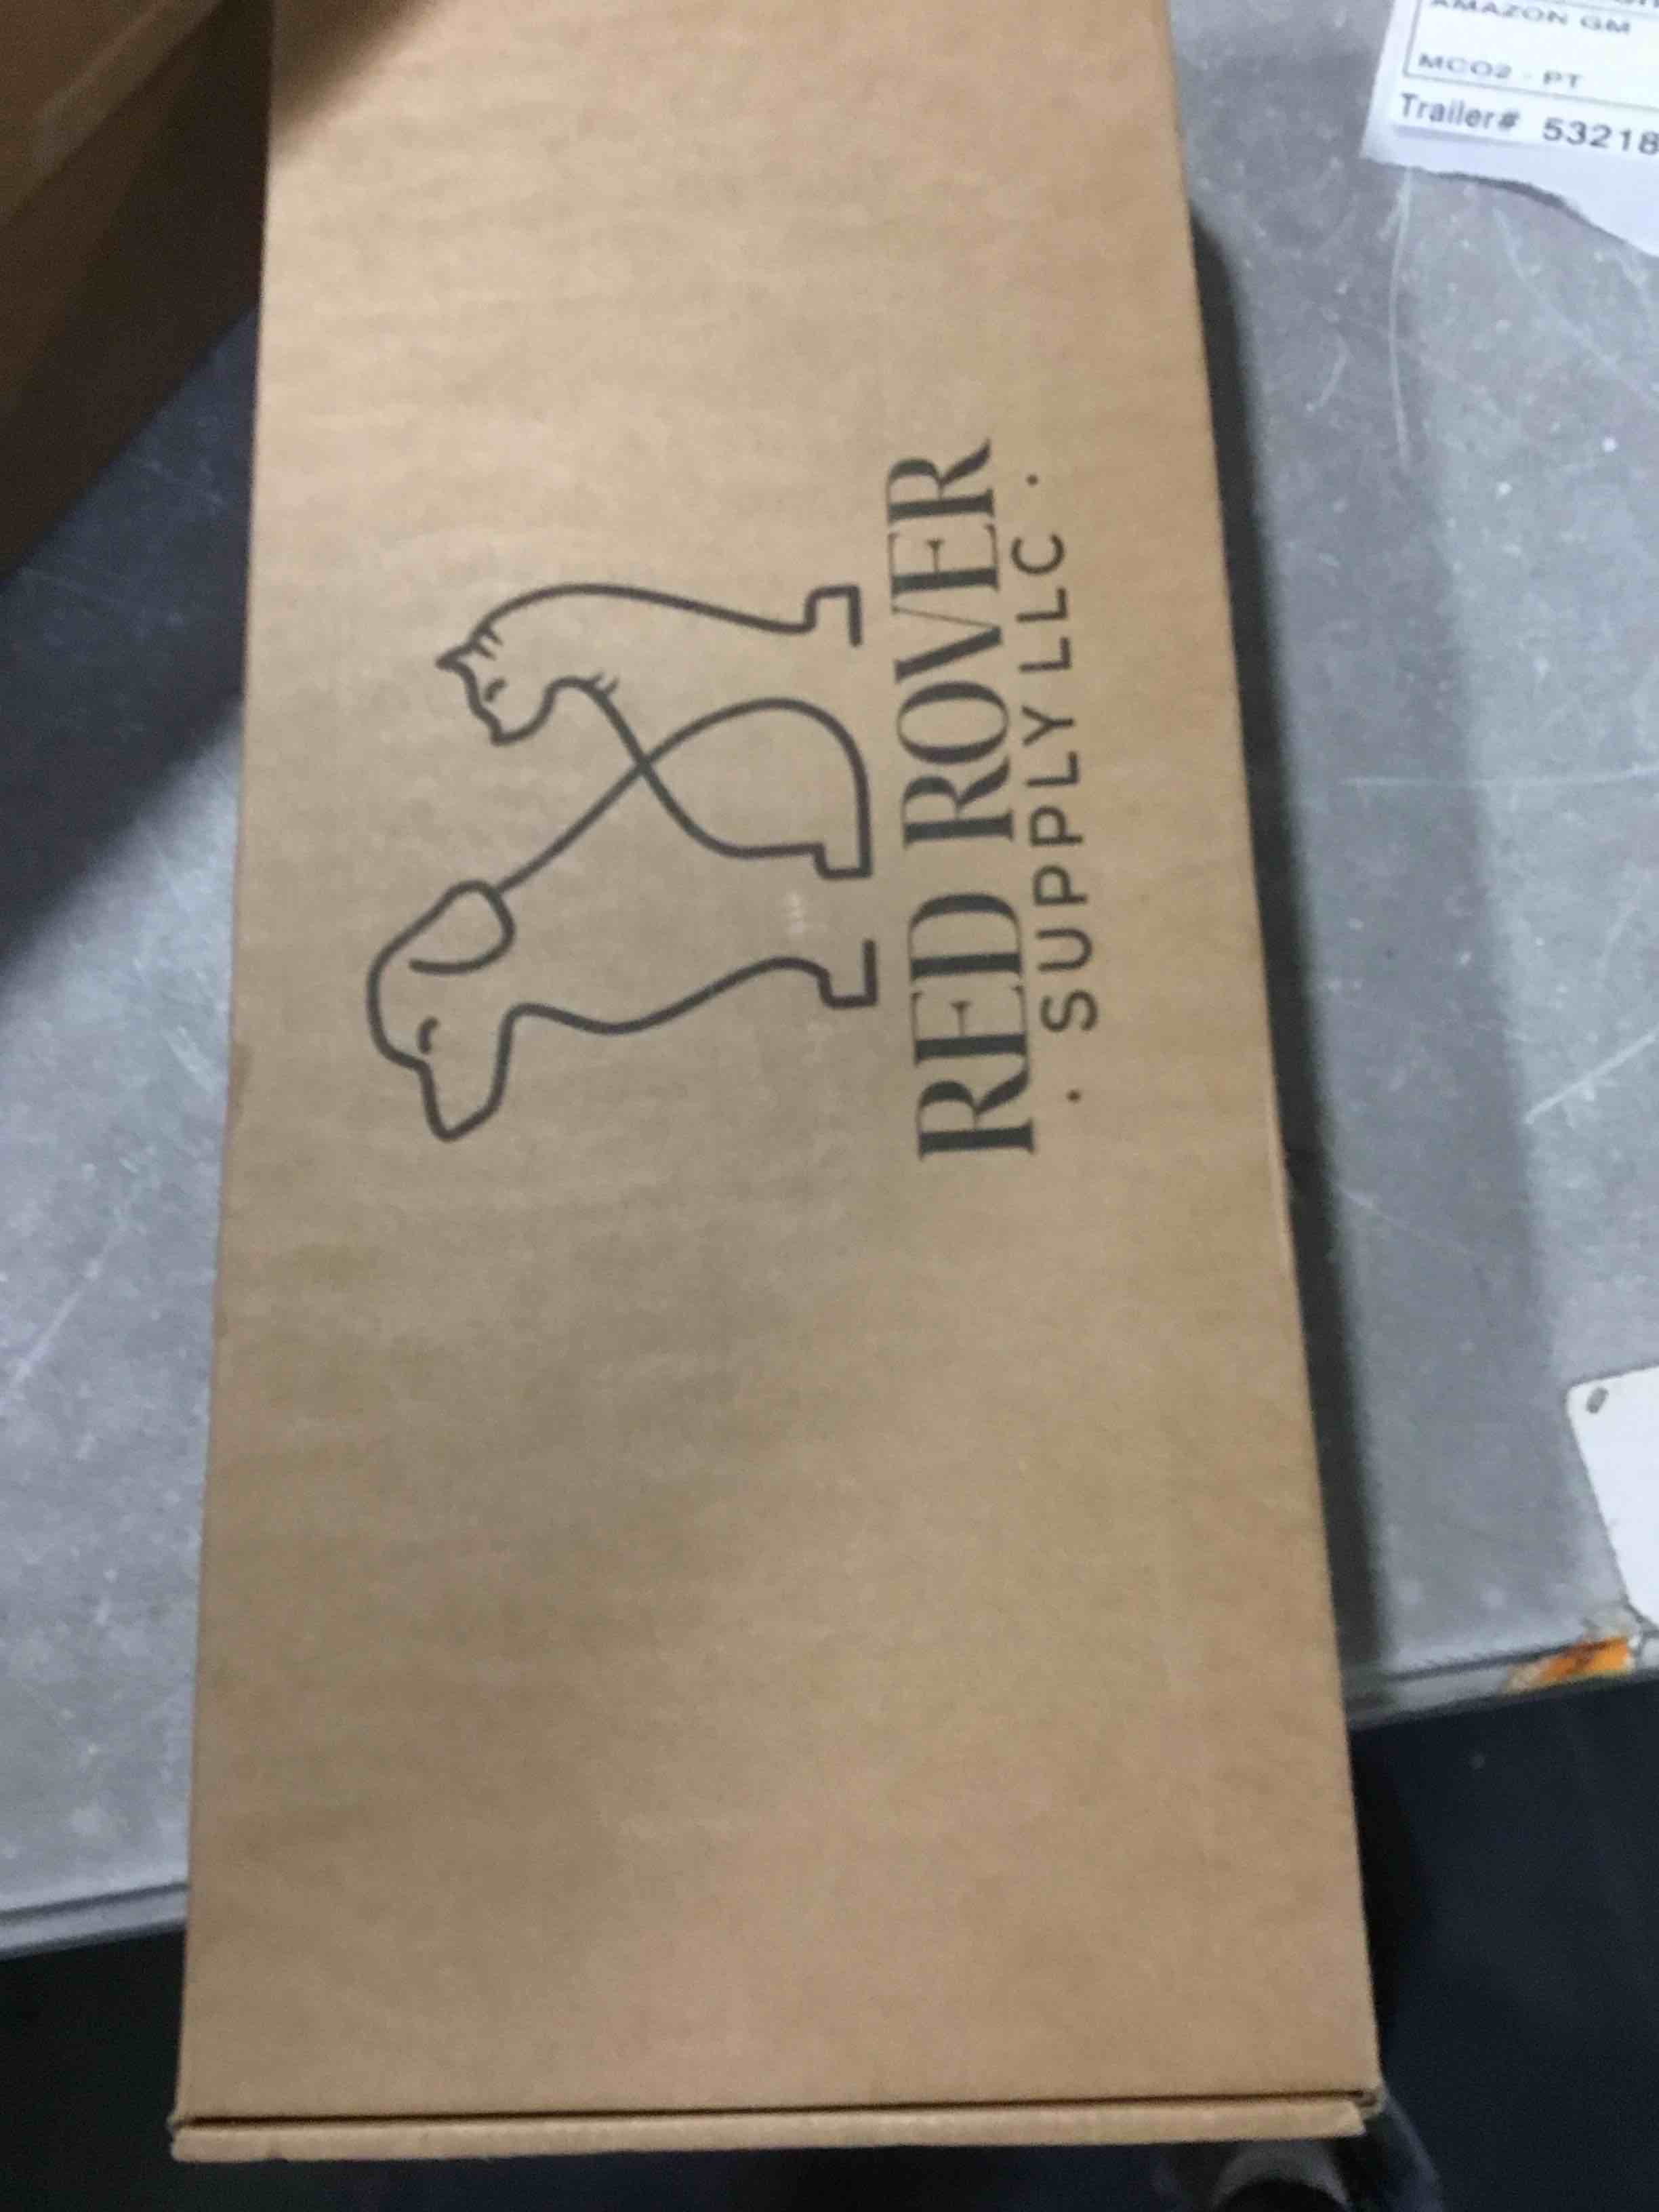 RED ROVER
. SUPPLY LLC .
AMAZON GM
MCO2 - PT
Trailer# 53218